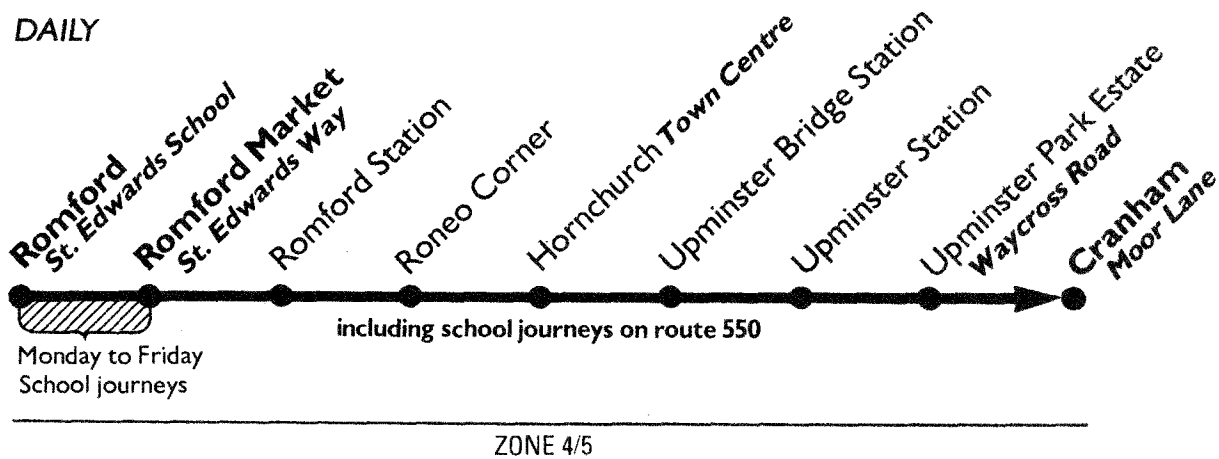 DAILY
Romford
St. Edwards School
Romford Market
St. Edwards Way
Romford Station
Roneo Corner
Hornchurch Town Centre
Upminster Bridge Station
Upminster Station
Upminster Park Estate
Waycross Road
Cranham
Moor Lane
including school journeys on route 550
Monday to Friday
School journeys
ZONE 4/5